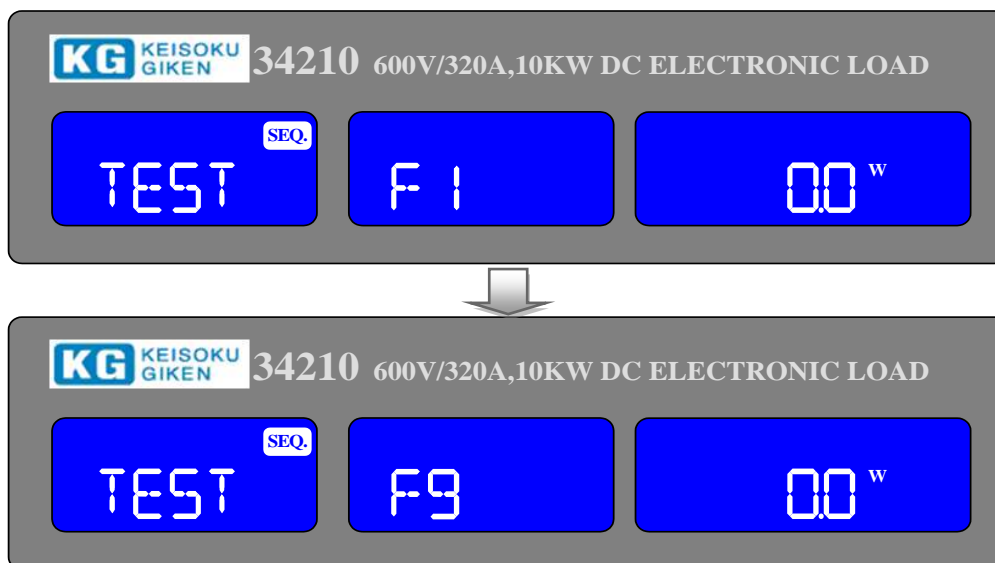 KG KEISOKU GIKEN 34210 600V/320A,10KW DC ELECTRONIC LOAD
SEQ.
TEST F1 0.0 W
KG KEISOKU GIKEN 34210 600V/320A,10KW DC ELECTRONIC LOAD
SEQ.
TEST F9 0.0 W